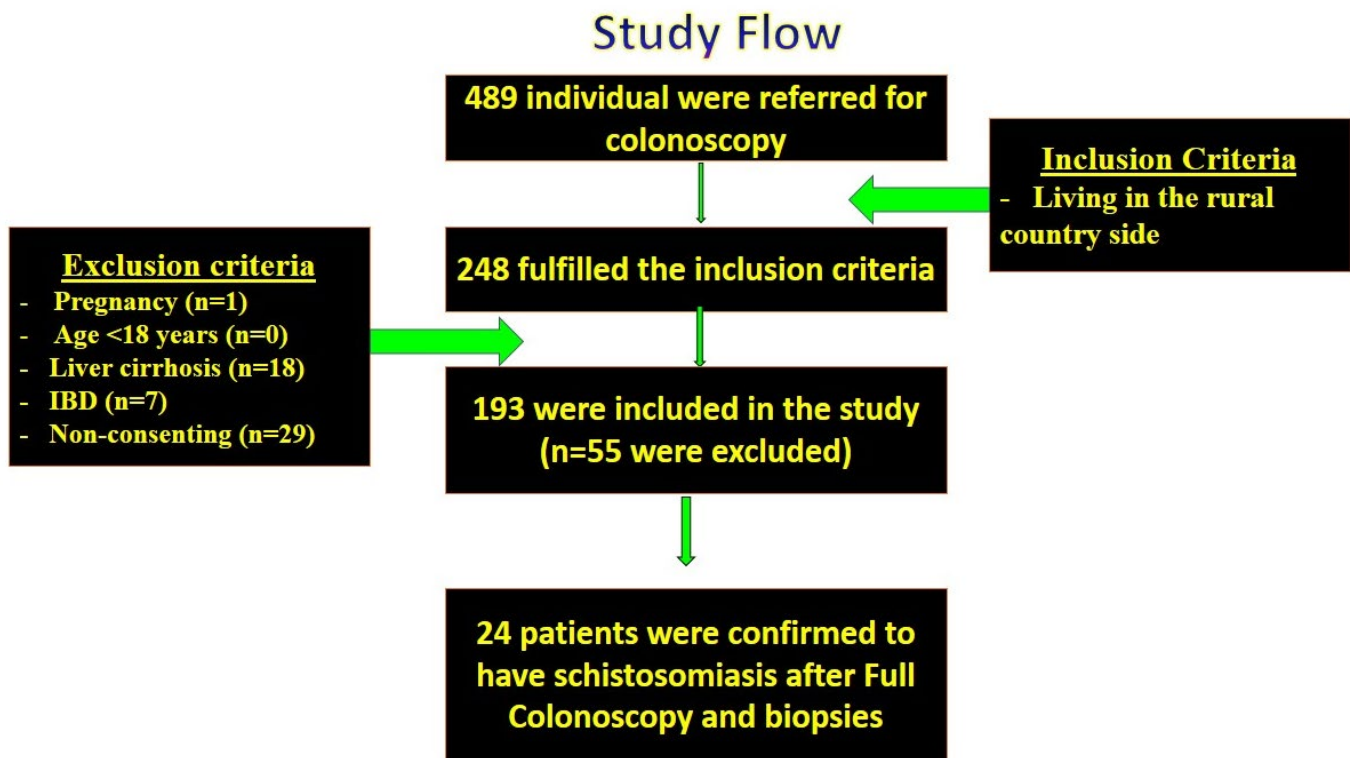 Study Flow
489 individual were referred for
colonoscopy
Inclusion Criteria
- Living in the rural
country side
248 fulfilled the inclusion criteria
Exclusion criteria
- Pregnancy (n=1)
- Age <18 years (n=0)
- Liver cirrhosis (n=18)
- IBD (n=7)
- Non-consenting (n=29)
193 were included in the study
(n=55 were excluded)
24 patients were confirmed to
have schistosomiasis after Full
Colonoscopy and biopsies